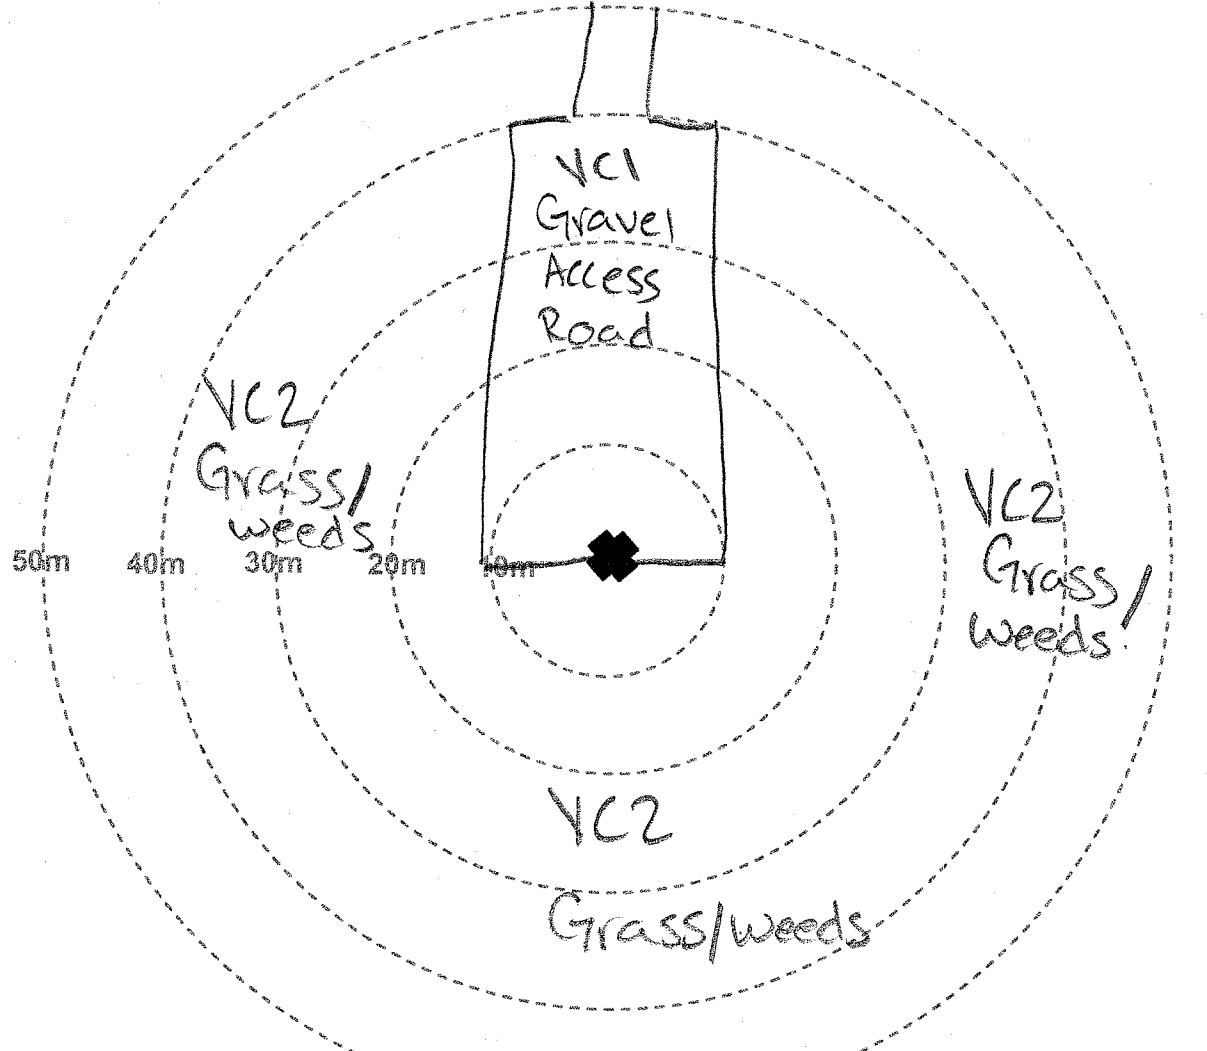 VC1
Gravel
Access
Road
VC2
Grass/
weeds
VC2
Grass/
weeds.
50m 40m 30m 20m 10m
VC2
Grass/weeds